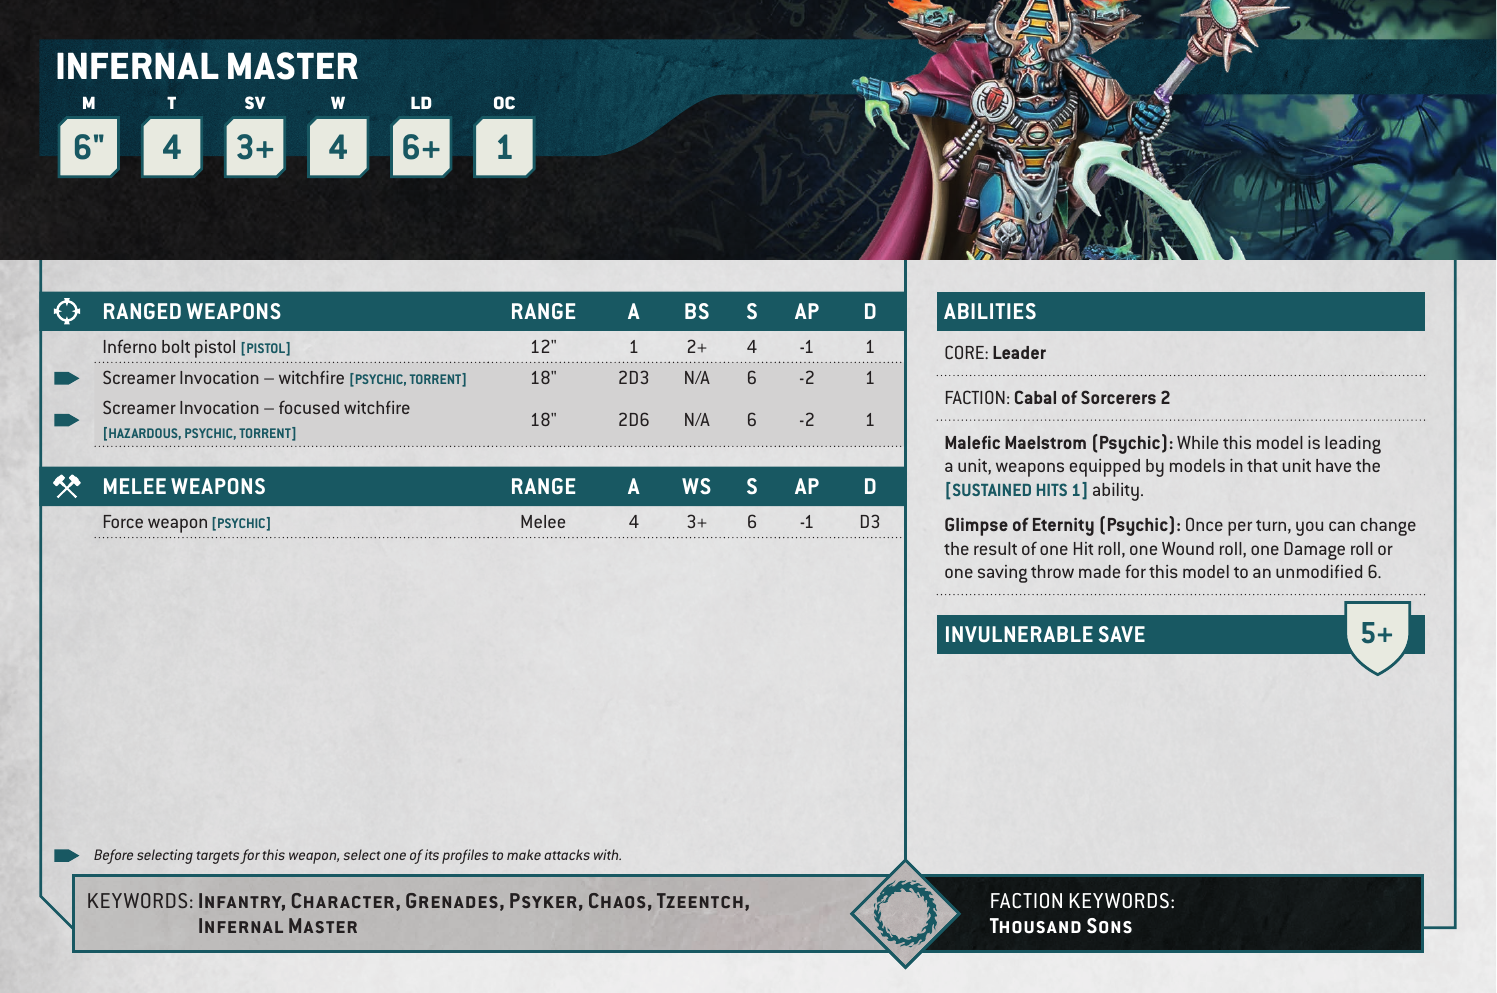 INFERNAL MASTER
M T SV W LD OC
6" 4 3+ 4 6+ 1
RANGED WEAPONS RANGE A BS S AP D
Inferno bolt pistol [PISTOL] 12" 1 2+ 4 -1 1
Screamer Invocation – witchfire [PSYCHIC, TORRENT] 18" 2D3 N/A 6 -2 1
Screamer Invocation – focused witchfire
[HAZARDOUS, PSYCHIC, TORRENT] 18" 2D6 N/A 6 -2 1
MELEE WEAPONS RANGE A WS S AP D
Force weapon [PSYCHIC] Melee 4 3+ 6 -1 D3
Before selecting targets for this weapon, select one of its profiles to make attacks with.
ABILITIES
CORE: Leader
FACTION: Cabal of Sorcerers 2
Malefic Maelstrom (Psychic): While this model is leading
a unit, weapons equipped by models in that unit have the
[SUSTAINED HITS 1] ability.
Glimpse of Eternity (Psychic): Once per turn, you can change
the result of one Hit roll, one Wound roll, one Damage roll or
one saving throw made for this model to an unmodified 6.
INVULNERABLE SAVE 5+
KEYWORDS: INFANTRY, CHARACTER, GRENADES, PSYKER, CHAOS, TZEENTCH,
INFERNAL MASTER
FACTION KEYWORDS:
THOUSAND SONS